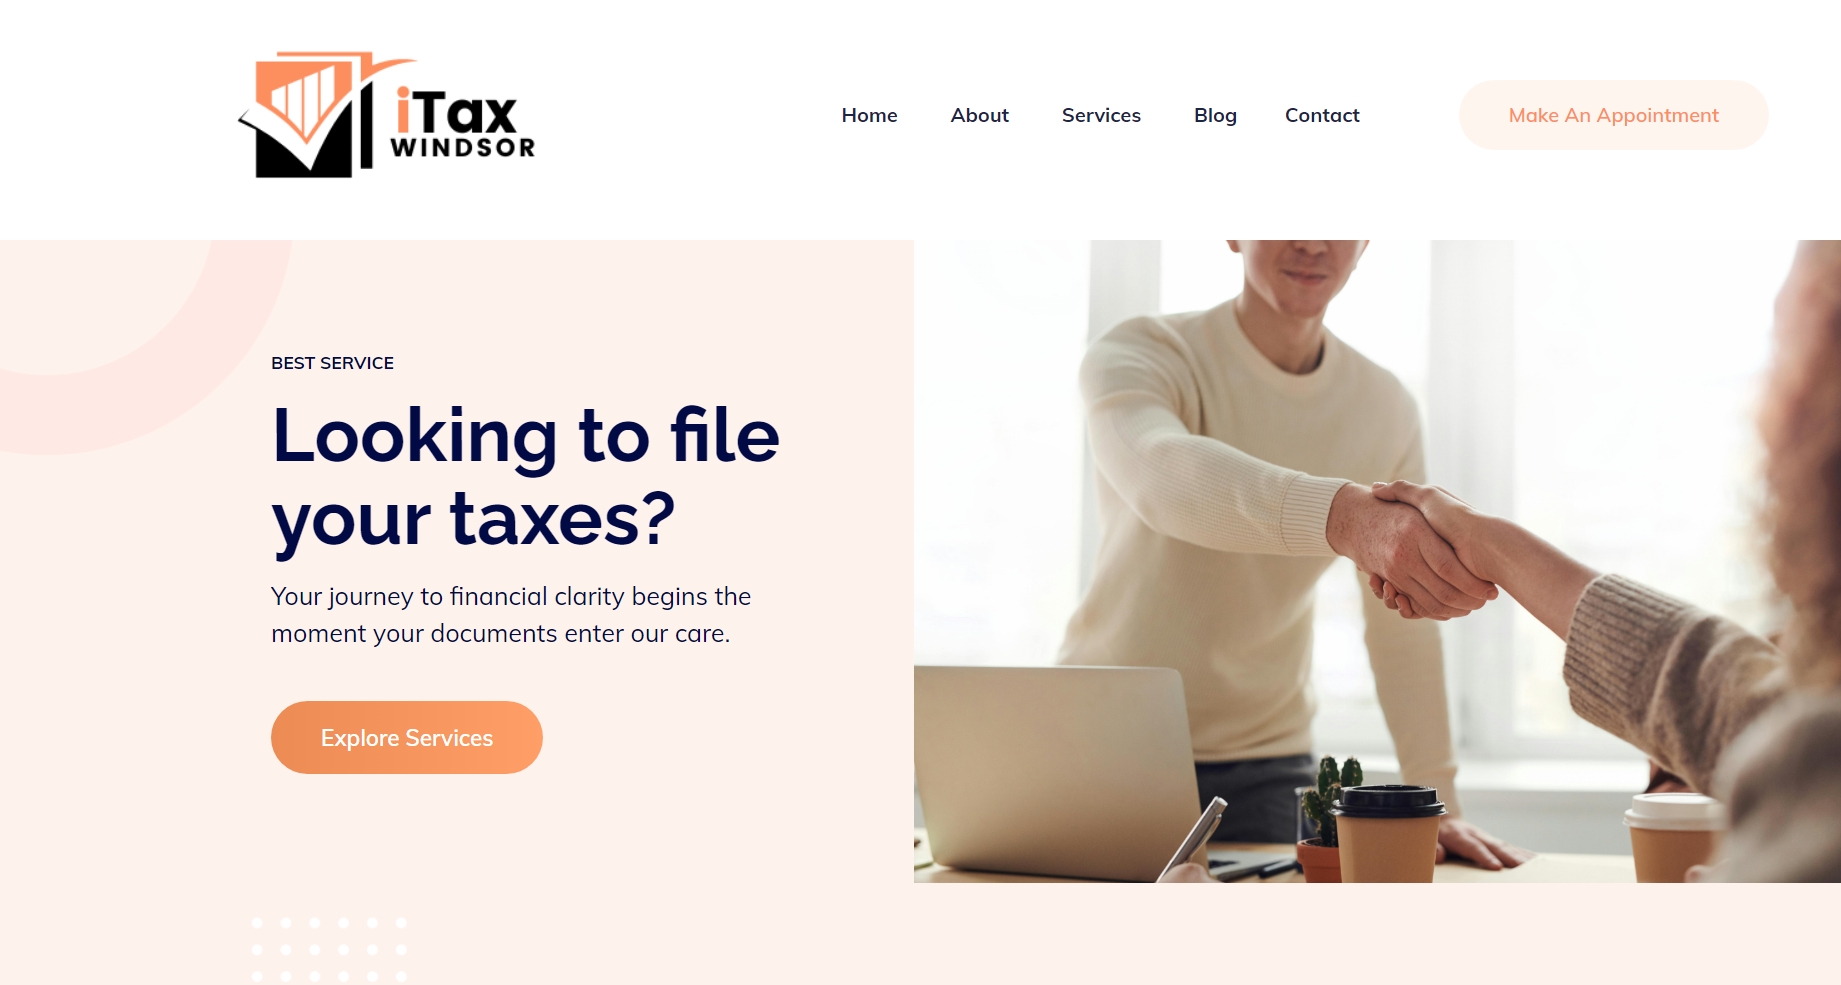 iTax
WINDSOR
Home About Services Blog Contact Make An Appointment
BEST SERVICE
Looking to file
your taxes?
Your journey to financial clarity begins the
moment your documents enter our care.
Explore Services